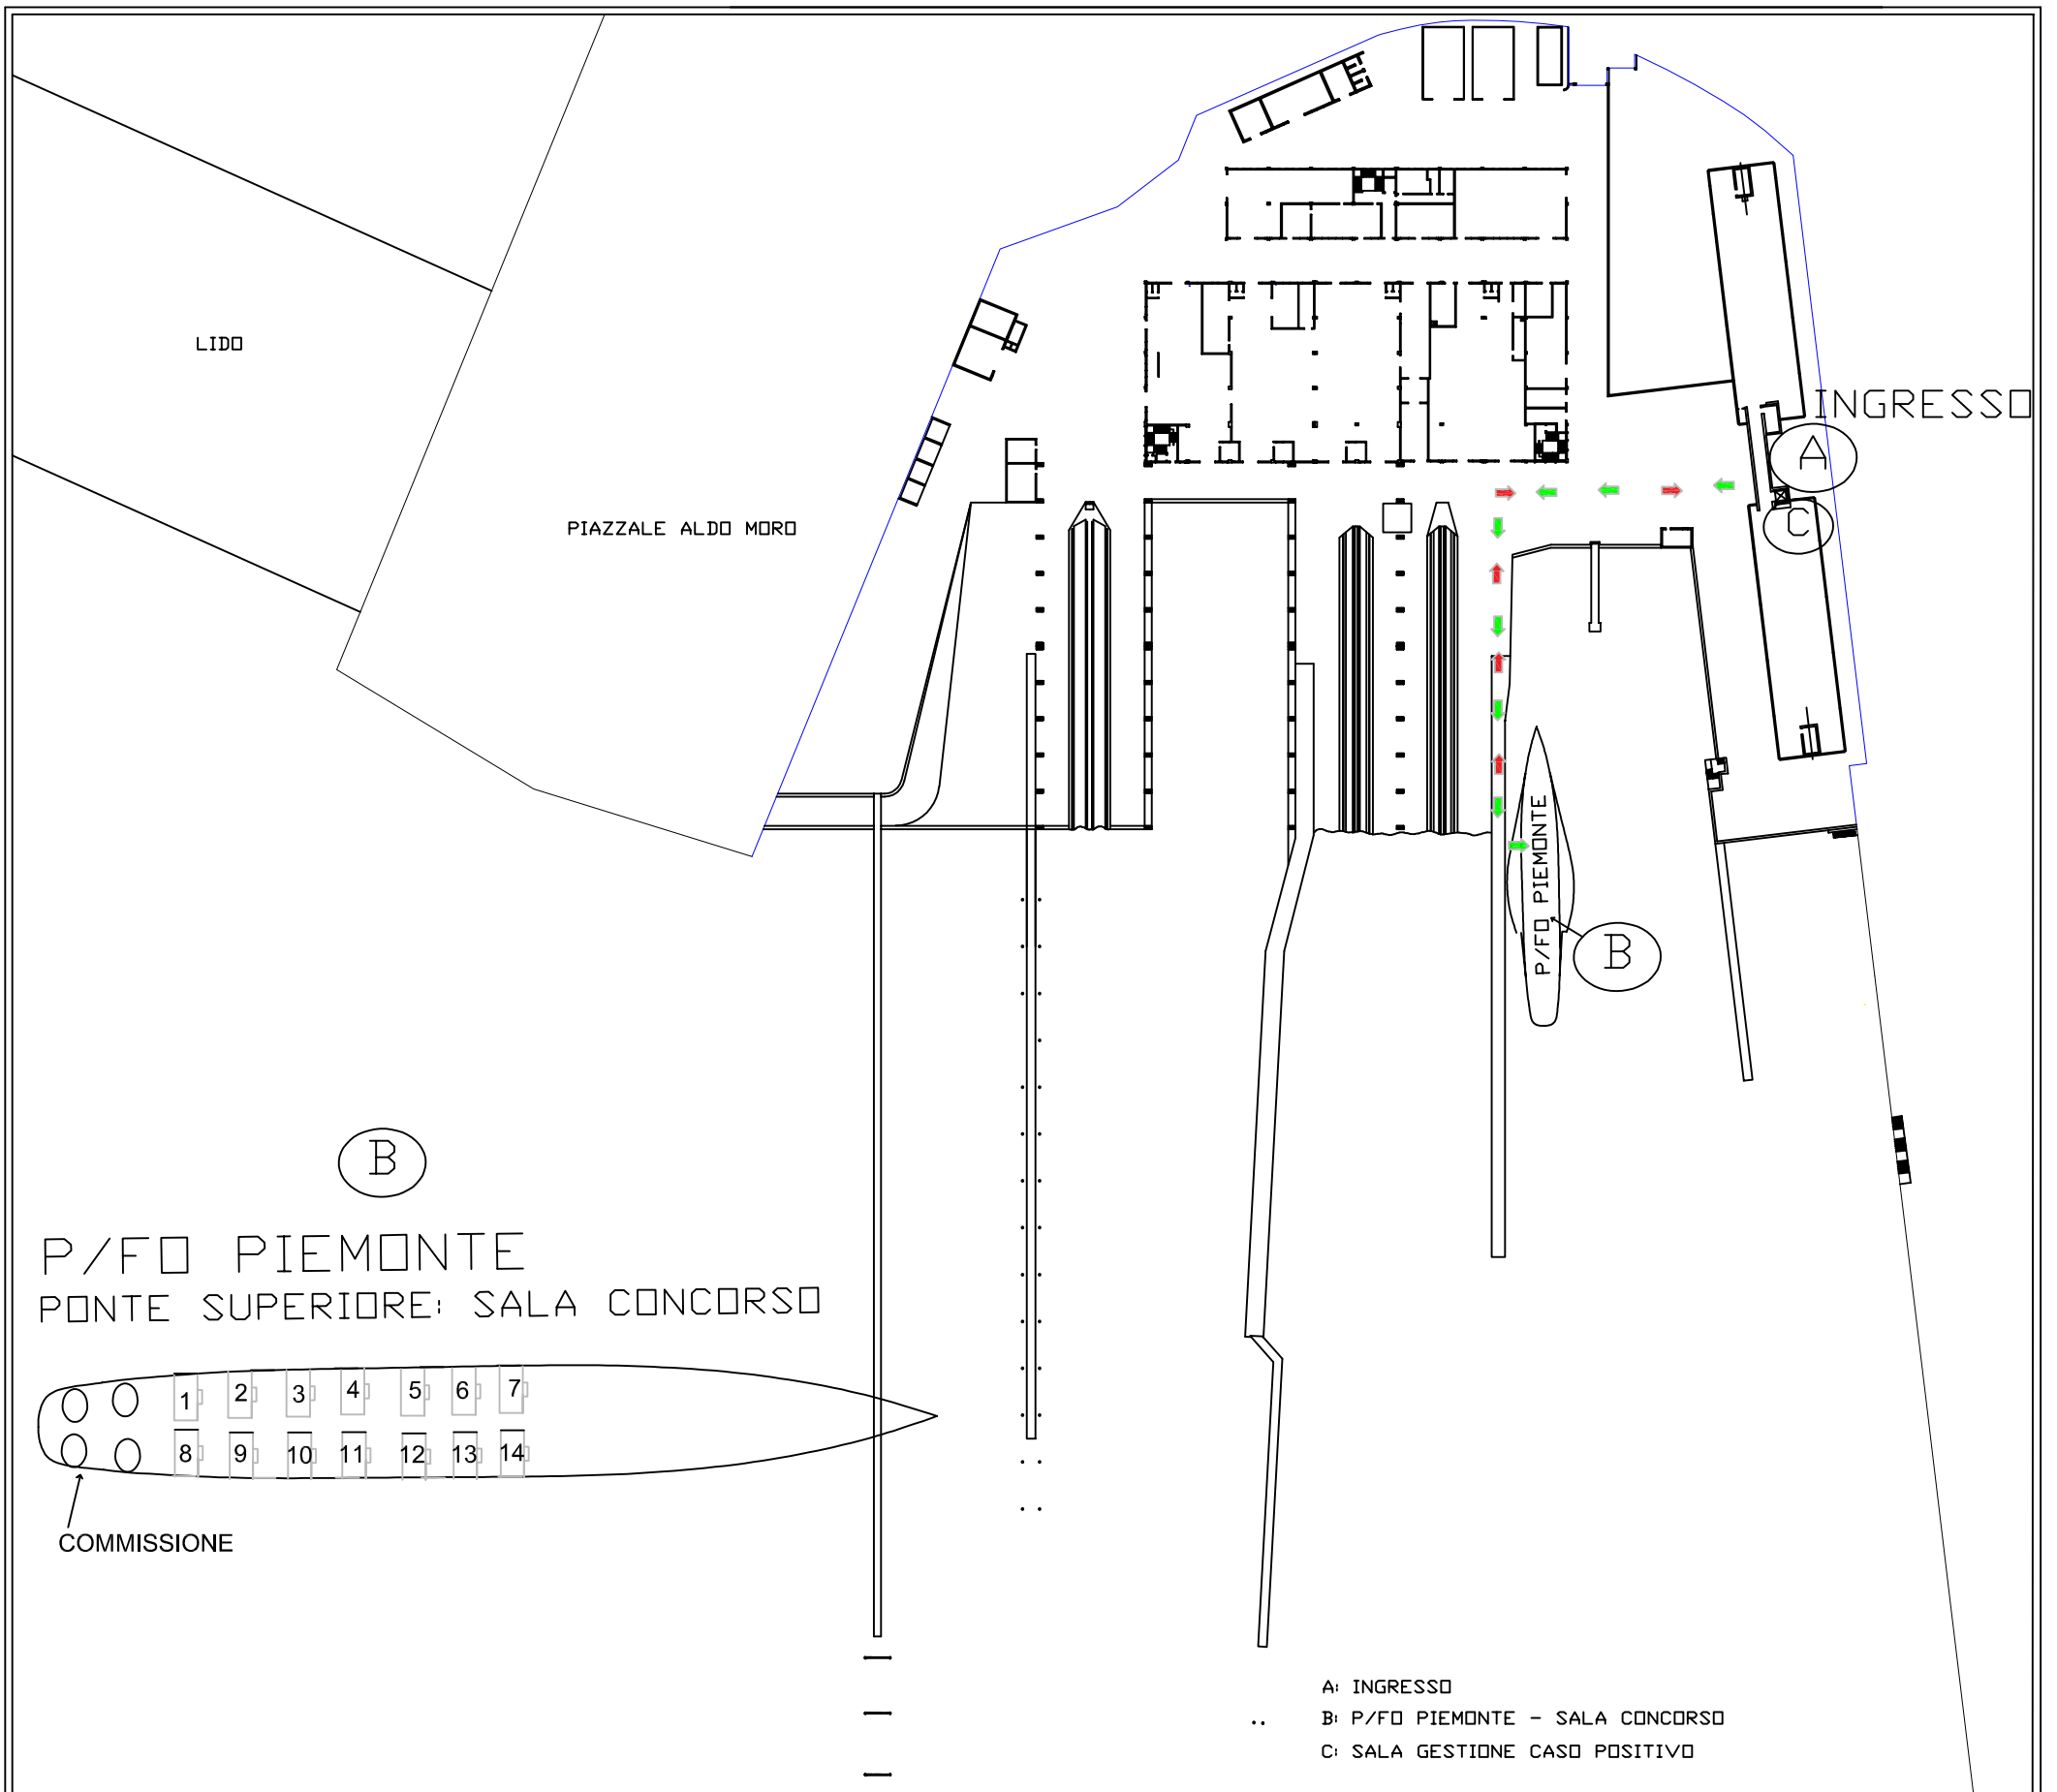 LIDO
INGRESSO
A
PIAZZALE ALDO MORO
C
P/FO PIEMONTE
B
B
P/FO PIEMONTE
PONTE SUPERIORE: SALA CONCORSO
1 2 3 4 5 6 7
8 9 10 11 12 13 14
COMMISSIONE
A: INGRESSO
B: P/FO PIEMONTE - SALA CONCORSO
C: SALA GESTIONE CASO POSITIVO